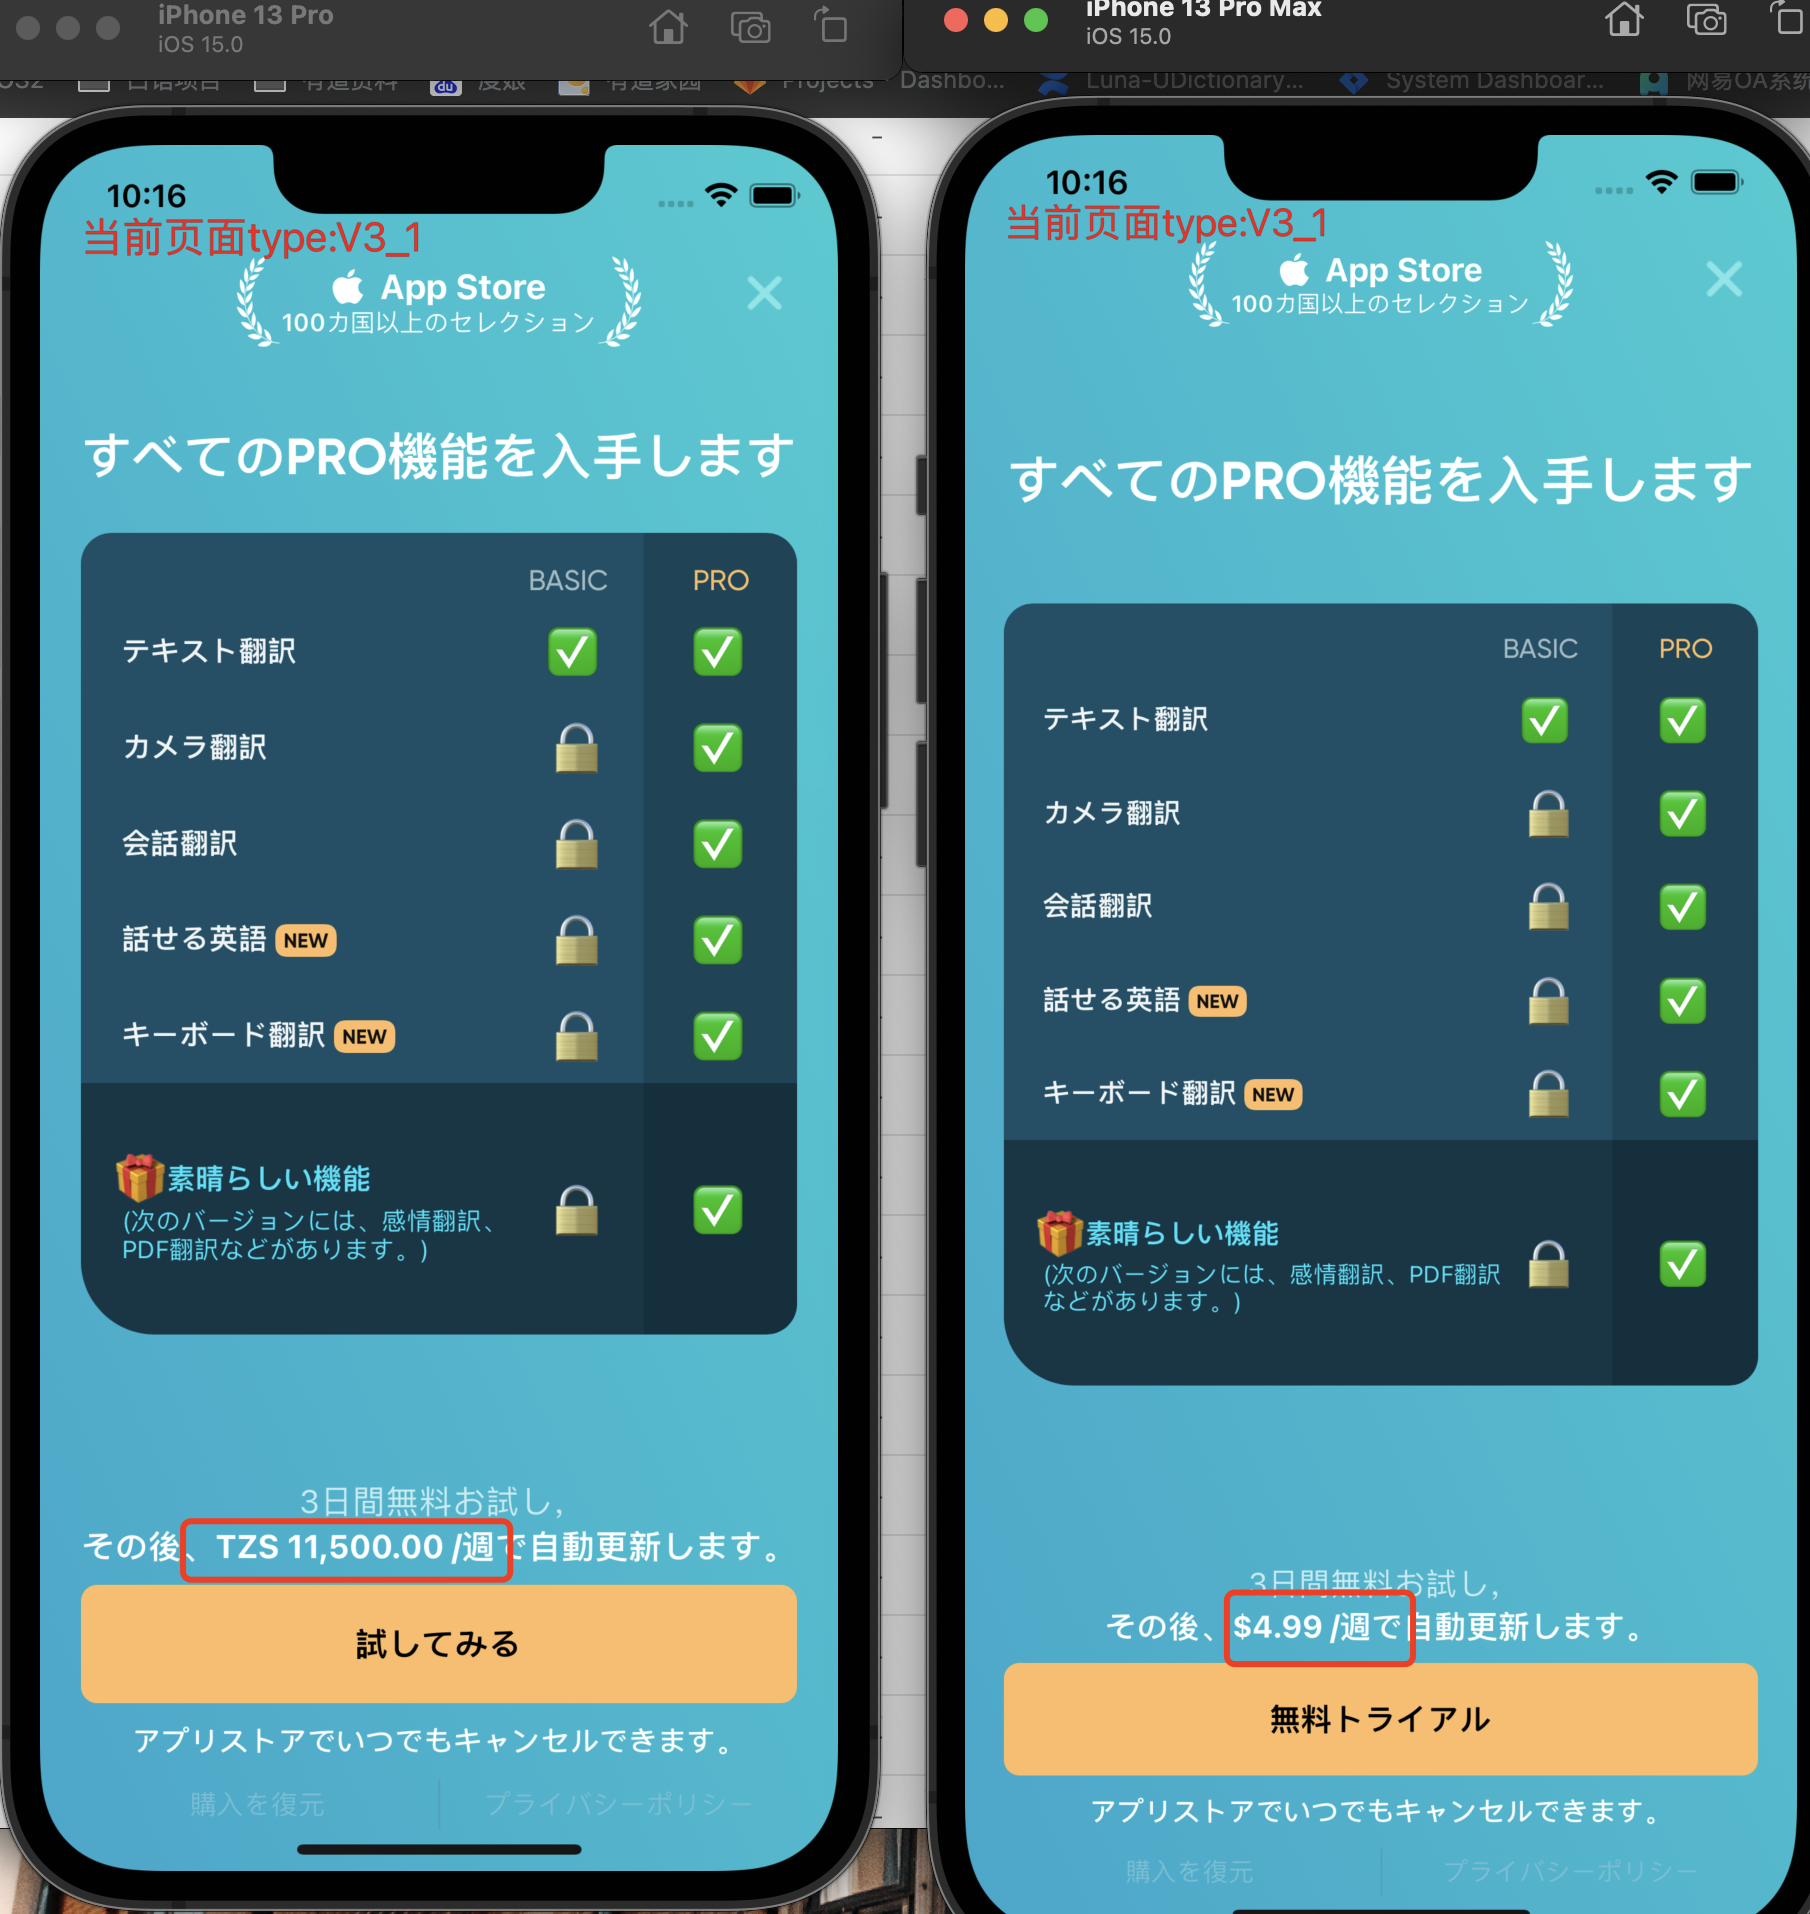 iPhone 13 Pro
iOS 15.0
iPhone 13 Pro Max
iOS 15.0
日语项目
有道资料
du
度娘
有道家园
Projects
Dashbo...
Luna-UDictionary...
System Dashboar...
网易OA系统
10:16
当前页面type:V3_1
App Store
100カ国以上のセレクション
すべてのPRO機能を入手します
BASIC
PRO
テキスト翻訳
カメラ翻訳
会話翻訳
話せる英語 NEW
キーボード翻訳 NEW
素晴らしい機能
(次のバージョンには、感情翻訳、
PDF翻訳などがあります。)
3日間無料お試し,
その後、TZS 11,500.00 /週で自動更新します。
試してみる
アプリストアでいつでもキャンセルできます。
購入を復元
プライバシーポリシー
10:16
当前页面type:V3_1
App Store
100カ国以上のセレクション
すべてのPRO機能を入手します
BASIC
PRO
テキスト翻訳
カメラ翻訳
会話翻訳
話せる英語 NEW
キーボード翻訳 NEW
素晴らしい機能
(次のバージョンには、感情翻訳、PDF翻訳
などがあります。)
3日間無料お試し,
その後、$4.99 /週で自動更新します。
無料トライアル
アプリストアでいつでもキャンセルできます。
購入を復元
プライバシーポリシー